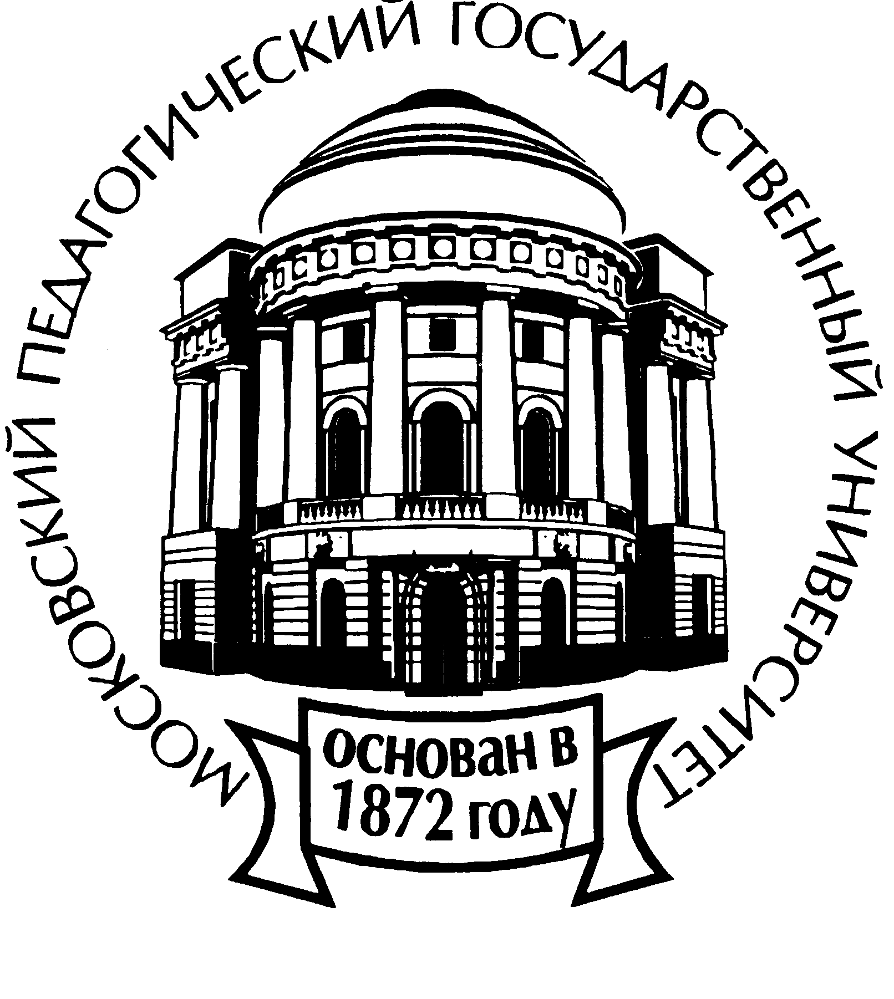 МОСКОВСКИЙ ПЕДАГОГИЧЕСКИЙ ГОСУДАРСТВЕННЫЙ УНИВЕРСИТЕТ
ОСНОВАН В
1872 ГОДУ